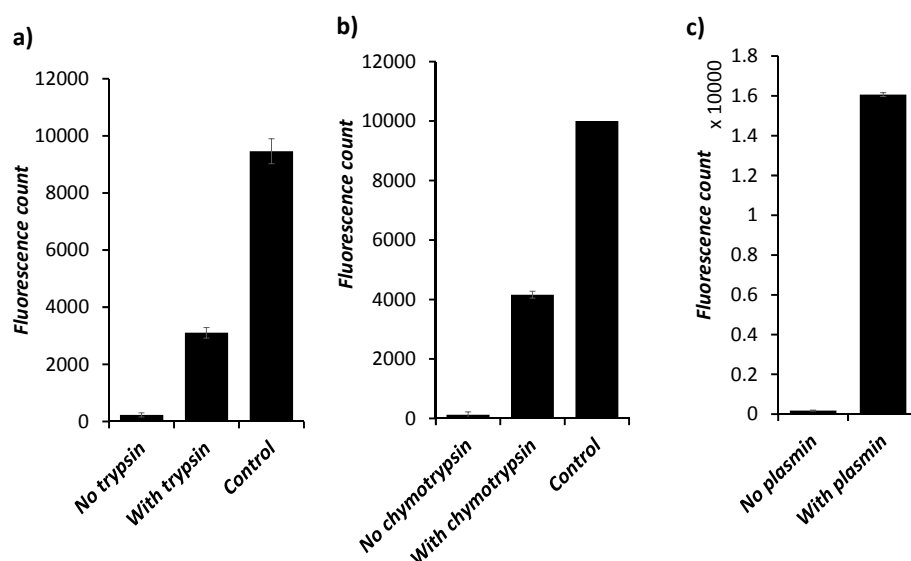 a)
Fluorescence count
12000
10000
8000
6000
4000
2000
0
No trypsin
With trypsin
Control
b)
Fluorescence count
12000
10000
8000
6000
4000
2000
0
No chymotrypsin
With chymotrypsin
Control
c)
Fluorescence count
x 10000
1.8
1.6
1.4
1.2
1
0.8
0.6
0.4
0.2
0
No plasmin
With plasmin